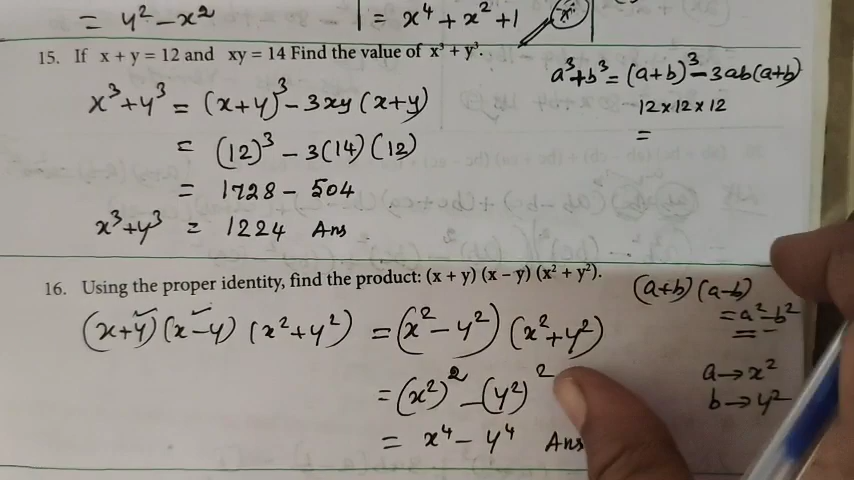 = y² - x²
= x⁴ + x² + 1
15. If x + y = 12 and xy = 14 Find the value of x³ + y³.
a³+b³ = (a+b)³ - 3ab(a+b)
x³+y³ = (x+y)³ - 3xy (x+y)
12 x 12 x 12
=
= (12)³ - 3(14) (12)
= 1728 - 504
x³+y³ = 1224 Ans
16. Using the proper identity, find the product: (x + y) (x – y) (x² + y²).
(a+b) (a-b)
= a²-b²
(x+y) (x-y) (x²+y²) = (x² - y²) (x²+y²)
a→x²
= (x²)² - (y²)²
b→y²
= x⁴ - y⁴ Ans